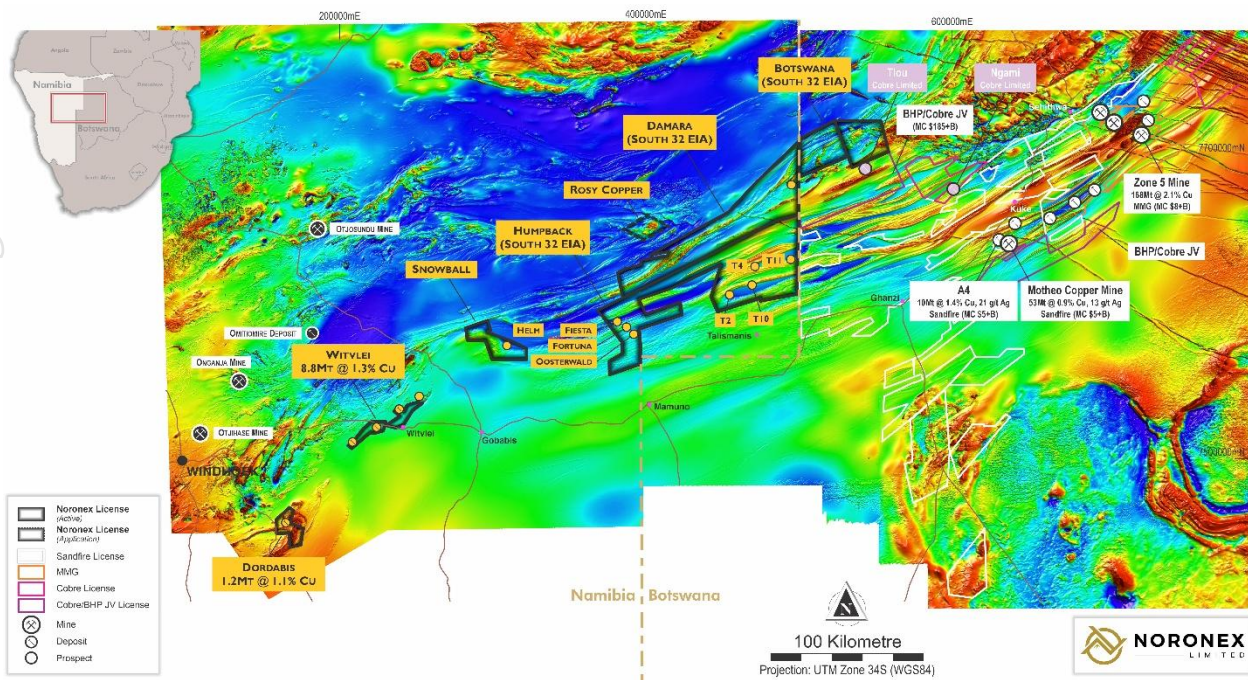 200000mE
400000mE
600000mE
7700000mN
Angola
Zambia
Namibia
Botswana
South Africa
BOTSWANA
(SOUTH 32 EIA)
Tlou
Cobre Limited
Ngami
Cobre Limited
DAMARA
(SOUTH 32 EIA)
BHP/Cobre JV
(MC $185+B)
ROSY COPPER
Zone 5 Mine
MMG (MC $8+B)
Kuke
OTJOSUNDU MINE
HUMPBACK
(SOUTH 32 EIA)
SNOWBALL
T4
T11
BHP/Cobre JV
A4
10Mt @ 1.4% Cu, 21 g/t Ag
Sandfire (MC $5+B)
Motheo Copper Mine
53Mt @ 0.9% Cu, 13 g/t Ag
Sandfire (MC $5+B)
Ghanzi
T2
T10
Talismanis
OMITIOMIRE DEPOSIT
HELM
FIESTA
FORTUNA
OOSTERWALD
WITVLEI
8.8MT @ 1.3% CU
ONGANJA MINE
Mamuno
OTJIHASE MINE
Witvlei
Gobabis
WINDHOEK
DORDABIS
1.2MT @ 1.1% CU
Noronex License
(Active)
Noronex License
(Application)
Sandfire License
MMG
Cobre License
Cobre/BHP JV License
Mine
Deposit
Prospect
Namibia
Botswana
N
100 Kilometre
Projection: UTM Zone 34S (WGS84)
NORONEX
LIMITED